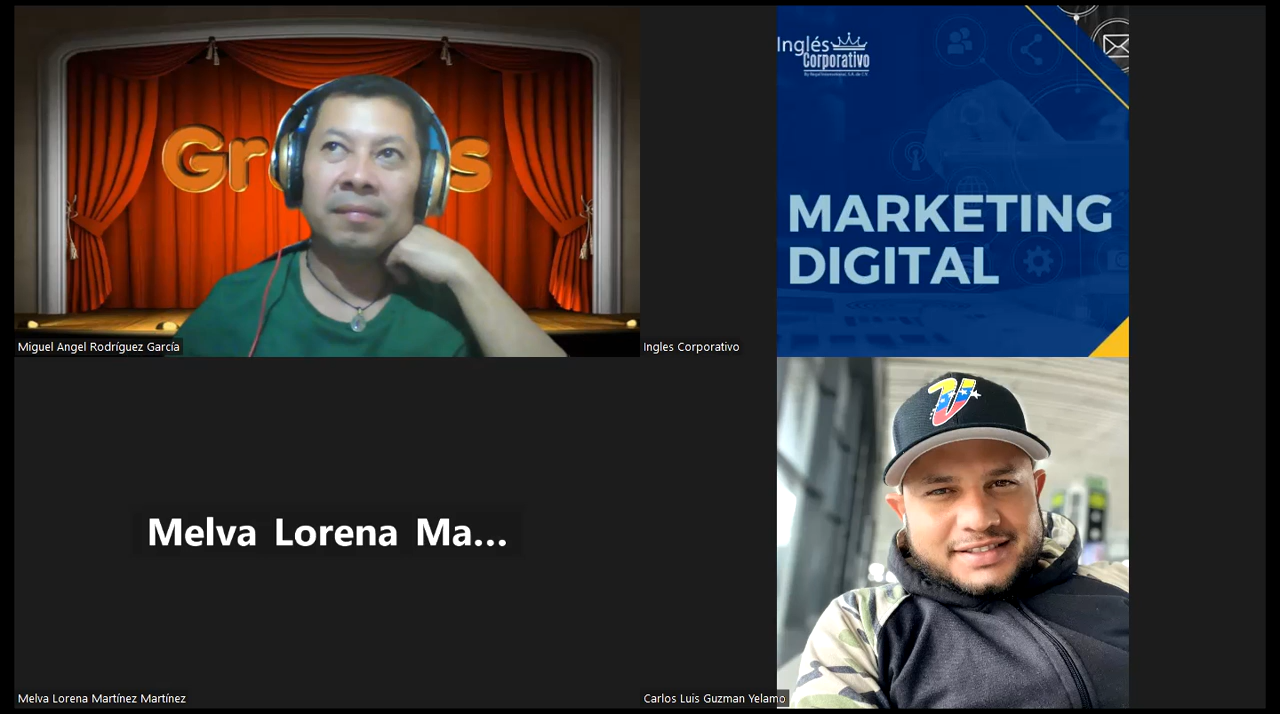 Gr s
Miguel Angel Rodríguez García
Inglés
Corporativo
MARKETING
DIGITAL
Ingles Corporativo
Melva Lorena Ma...
Melva Lorena Martínez Martínez
V
Carlos Luis Guzman Yelamo